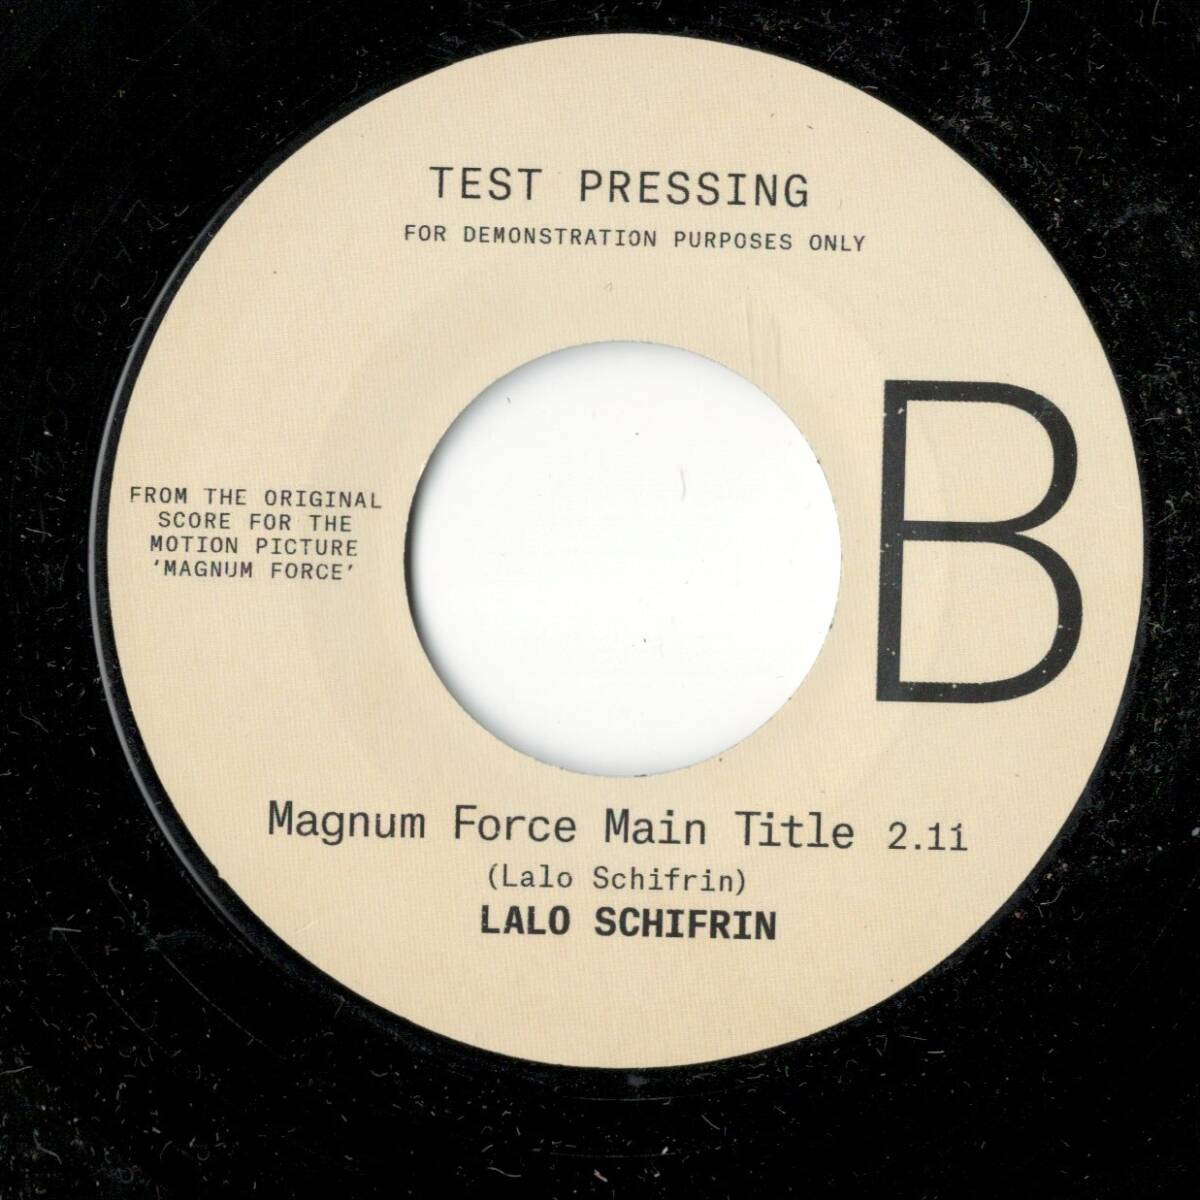 TEST PRESSING
FOR DEMONSTRATION PURPOSES ONLY
B
FROM THE ORIGINAL
SCORE FOR THE
MOTION PICTURE
'MAGNUM FORCE'
Magnum Force Main Title 2.11
(Lalo Schifrin)
LALO SCHIFRIN